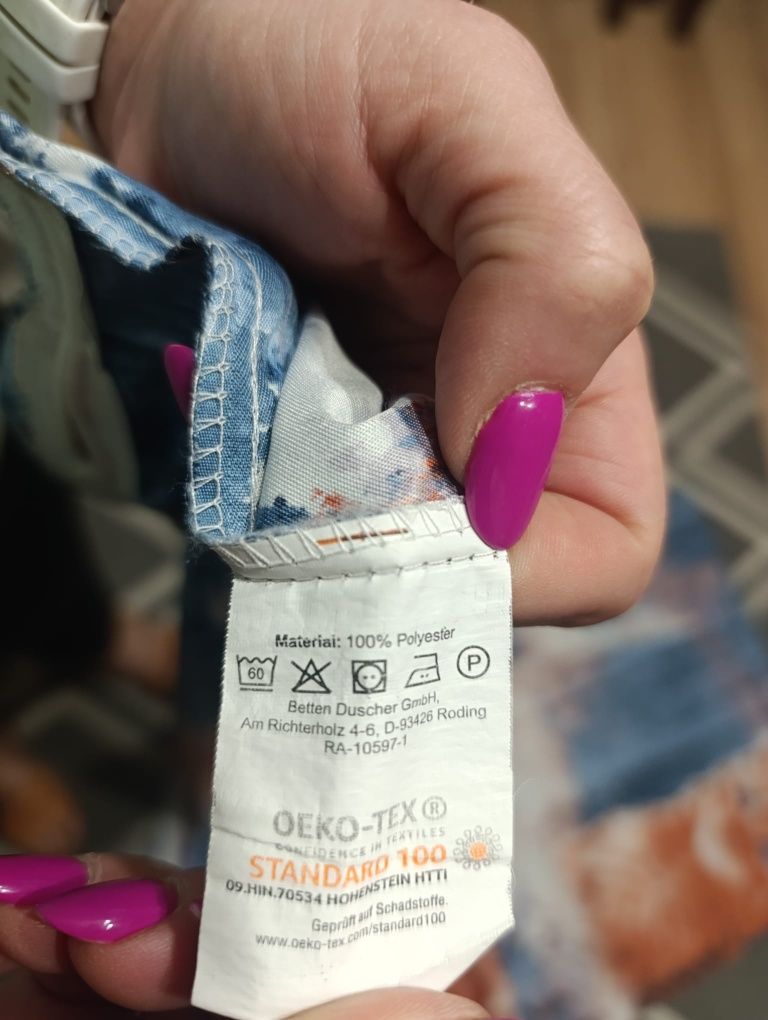 Material: 100% Polyester
60 P
Betten Duscher GmbH,
Am Richterholz 4-6, D-93426 Roding
RA-10597-1
OEKO-TEX®
CONFIDENCE IN TEXTILES
STANDARD 100
09.HIN.70534 HOHENSTEIN HTTI
Geprüft auf Schadstoffe.
www.oeko-tex.com/standard100